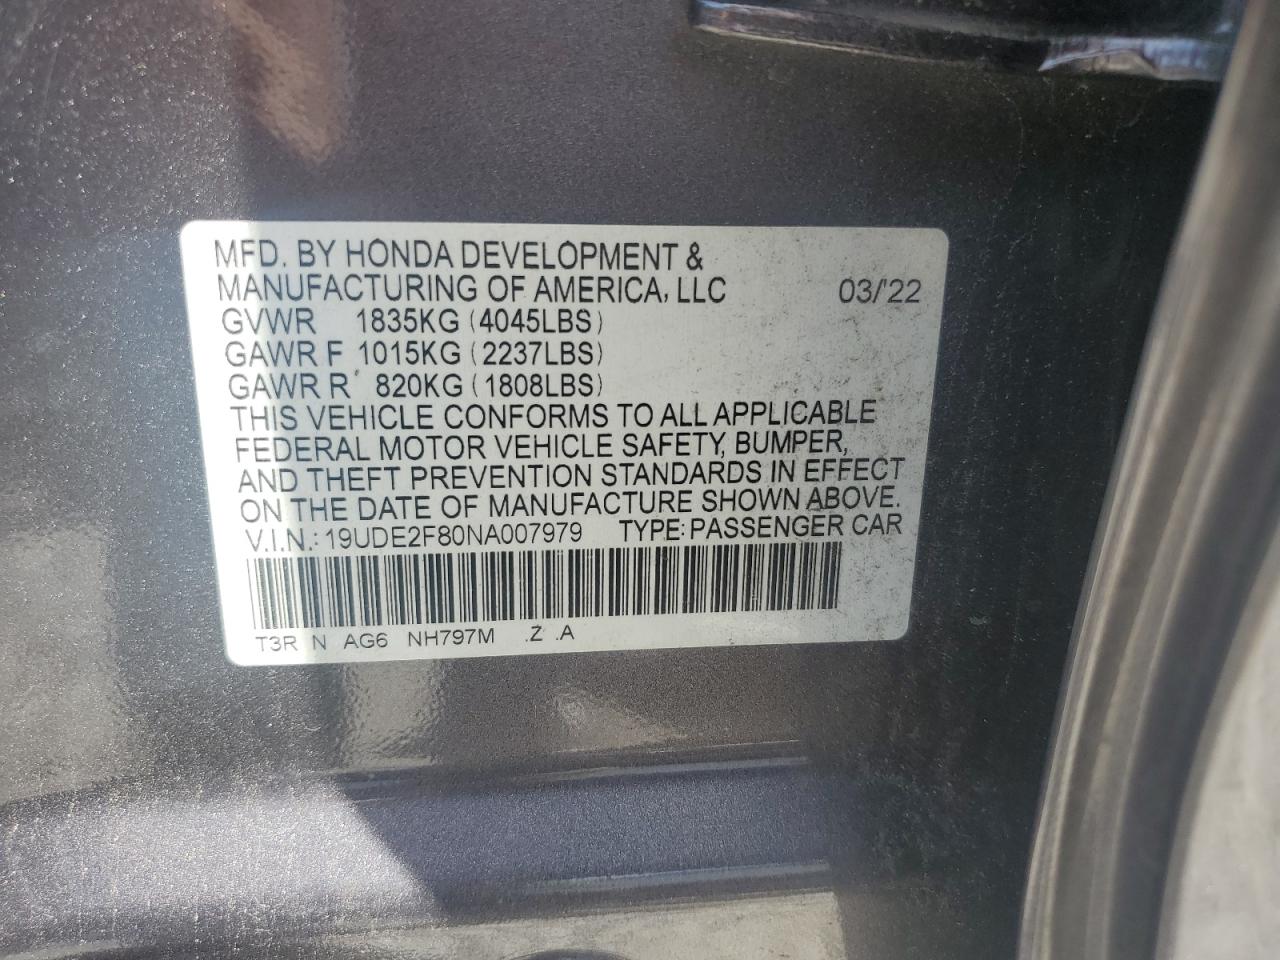 MFD. BY HONDA DEVELOPMENT &
MANUFACTURING OF AMERICA, LLC 03/'22
GVWR 1835KG (4045LBS)
GAWR F 1015KG (2237LBS)
GAWR R 820KG (1808LBS)
THIS VEHICLE CONFORMS TO ALL APPLICABLE
FEDERAL MOTOR VEHICLE SAFETY, BUMPER,
AND THEFT PREVENTION STANDARDS IN EFFECT
ON THE DATE OF MANUFACTURE SHOWN ABOVE.
V.I.N.: 19UDE2F80NA007979 TYPE: PASSENGER CAR
T3R N AG6 NH797M .Z .A